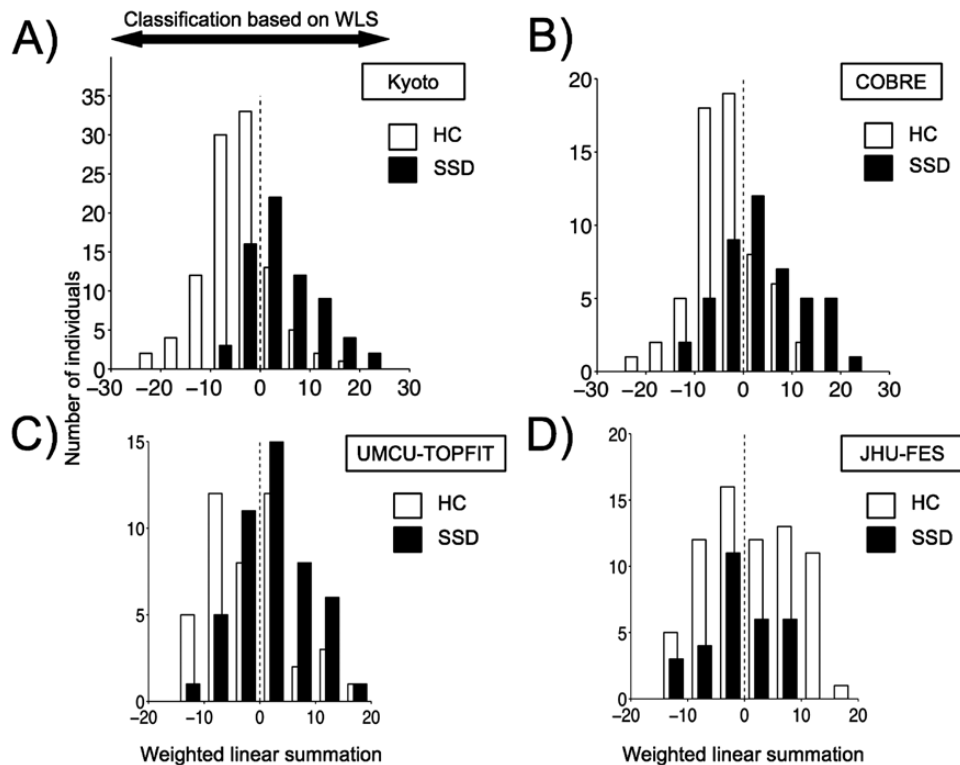 Classification based on WLS
A)
Kyoto
HC
SSD
Number of individuals
35
30
25
20
15
10
5
0
−30 −20 −10 0 10 20 30
B)
COBRE
HC
SSD
20
15
10
5
0
−30 −20 −10 0 10 20 30
C)
UMCU-TOPFIT
HC
SSD
15
10
5
0
−20 −10 0 10 20
Weighted linear summation
D)
JHU-FES
HC
SSD
20
15
10
5
0
−20 −10 0 10 20
Weighted linear summation